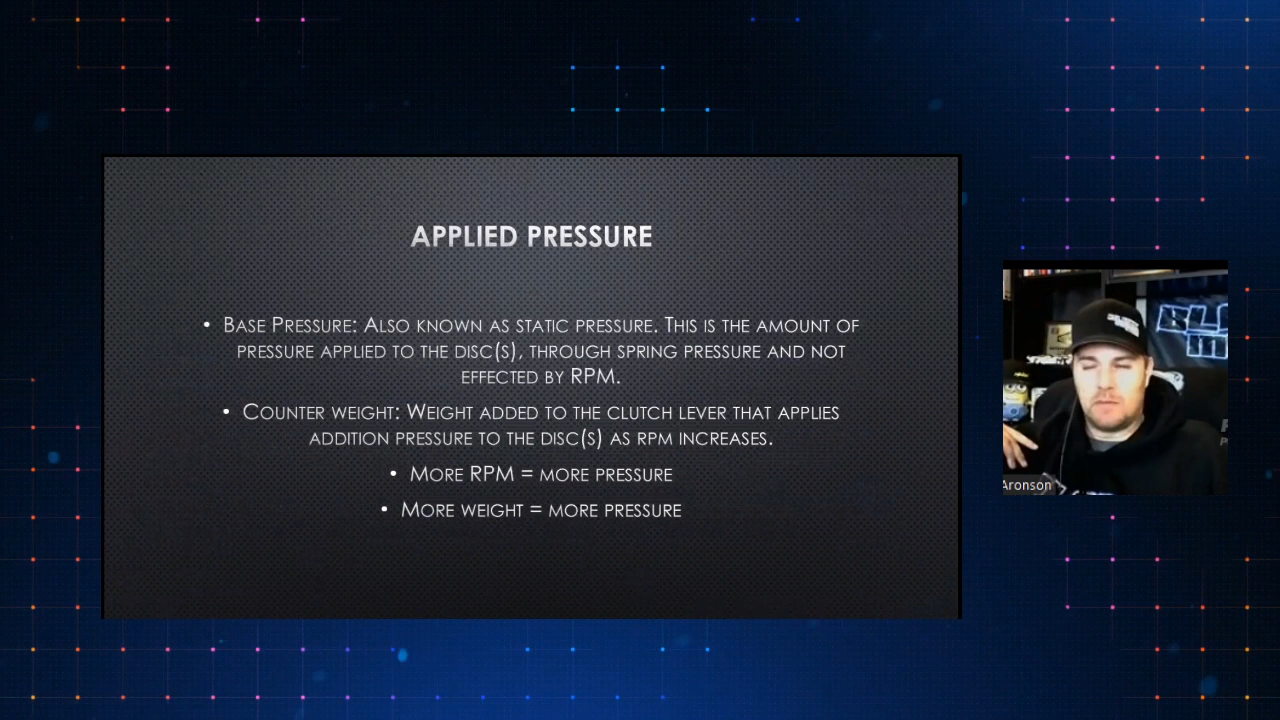 APPLIED PRESSURE
• BASE PRESSURE: ALSO KNOWN AS STATIC PRESSURE. THIS IS THE AMOUNT OF
PRESSURE APPLIED TO THE DISC(S), THROUGH SPRING PRESSURE AND NOT
EFFECTED BY RPM.
• COUNTER WEIGHT: WEIGHT ADDED TO THE CLUTCH LEVER THAT APPLIES
ADDITION PRESSURE TO THE DISC(S) AS RPM INCREASES.
• MORE RPM = MORE PRESSURE
• MORE WEIGHT = MORE PRESSURE
Aronson